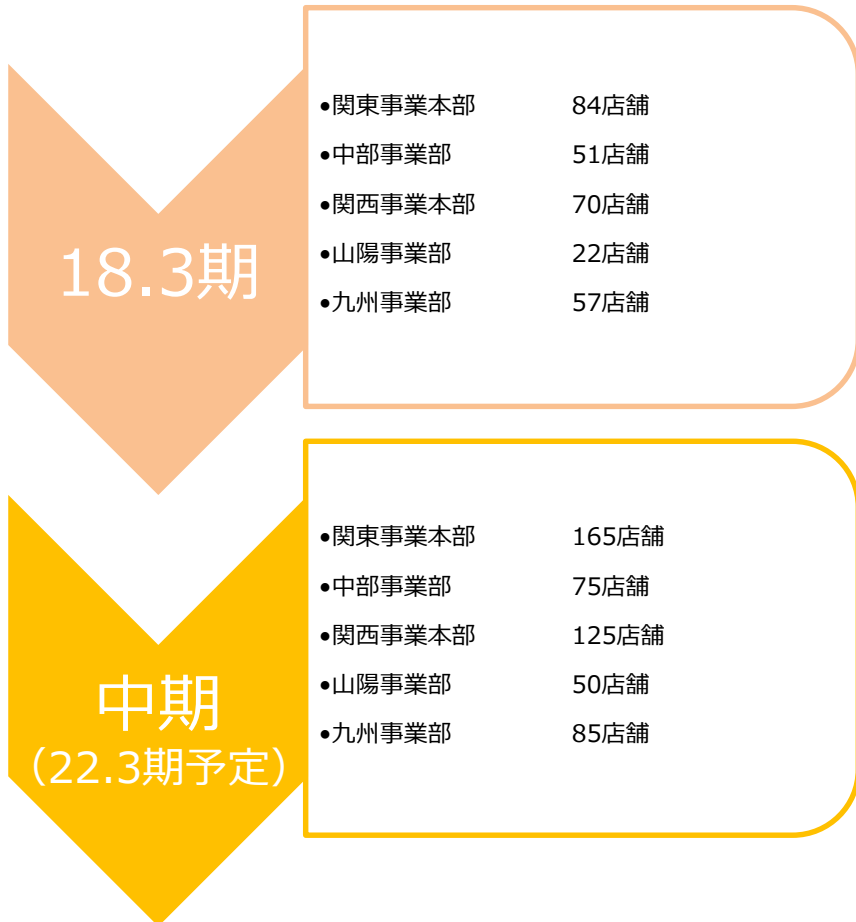 18.3期
•関東事業本部 84店舗
•中部事業部 51店舗
•関西事業本部 70店舗
•山陽事業部 22店舗
•九州事業部 57店舗
中期
（22.3期予定）
•関東事業本部 165店舗
•中部事業部 75店舗
•関西事業本部 125店舗
•山陽事業部 50店舗
•九州事業部 85店舗